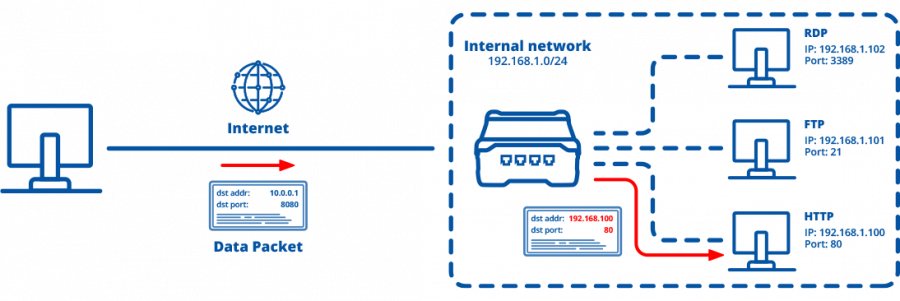 Internet
dst addr: 10.0.0.1
dst port: 8080
Data Packet
Internal network
192.168.1.0/24
dst addr: 192.168.100
dst port: 80
RDP
IP: 192.168.1.102
Port: 3389
FTP
IP: 192.168.1.101
Port: 21
HTTP
IP: 192.168.1.100
Port: 80